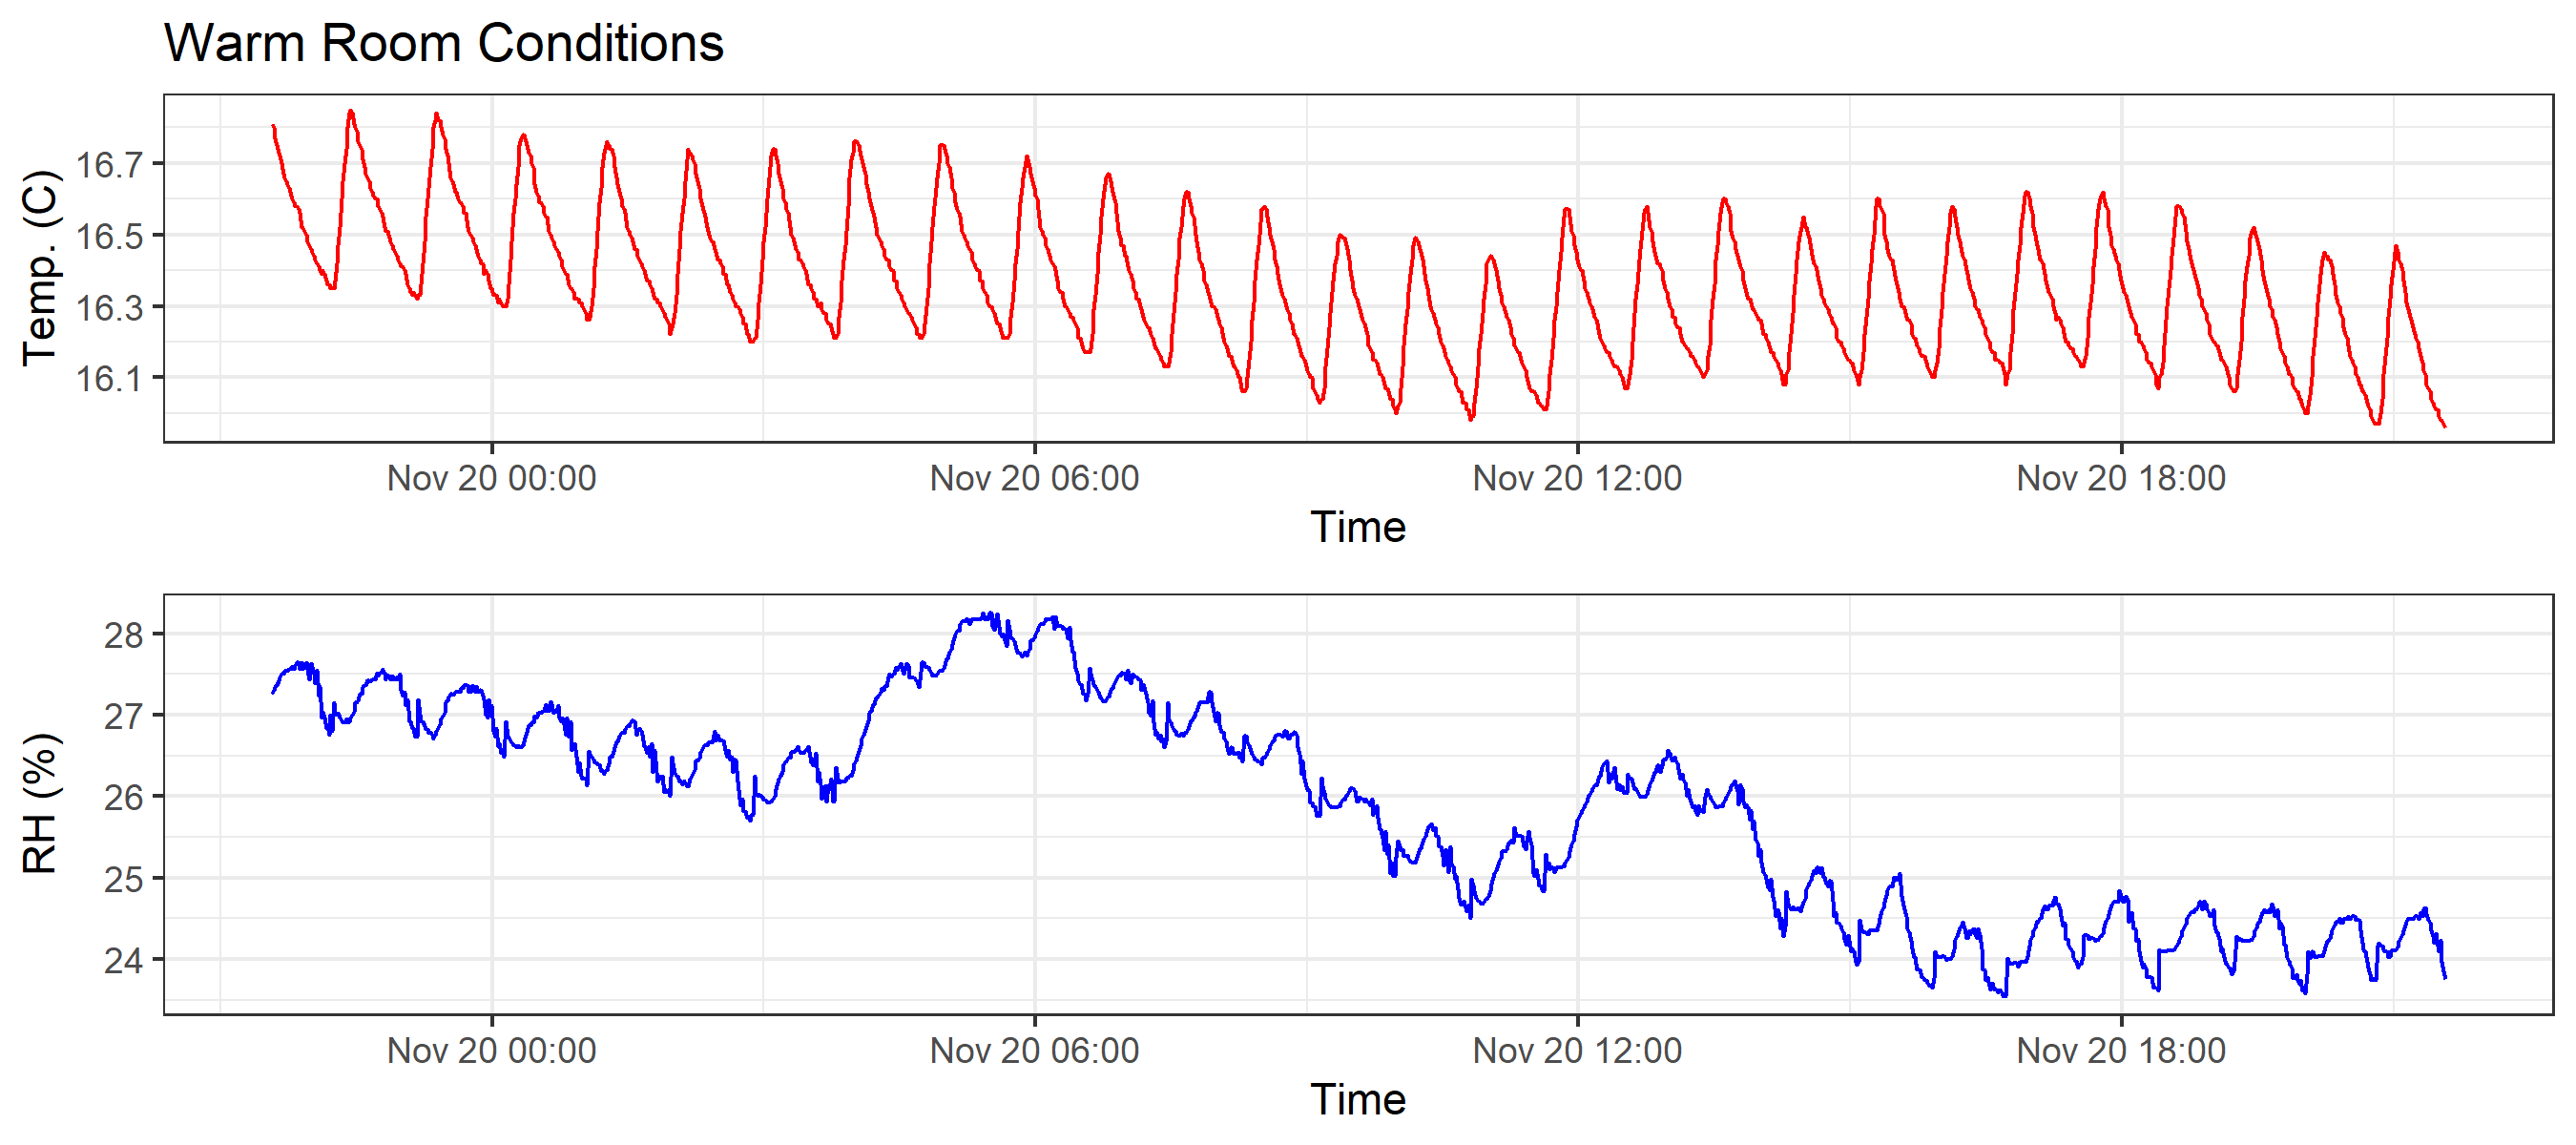 Warm Room Conditions
Temp. (C)
16.7
16.5
16.3
16.1
Nov 20 00:00 Nov 20 06:00 Nov 20 12:00 Nov 20 18:00
Time
RH (%)
28
27
26
25
24
Nov 20 00:00 Nov 20 06:00 Nov 20 12:00 Nov 20 18:00
Time